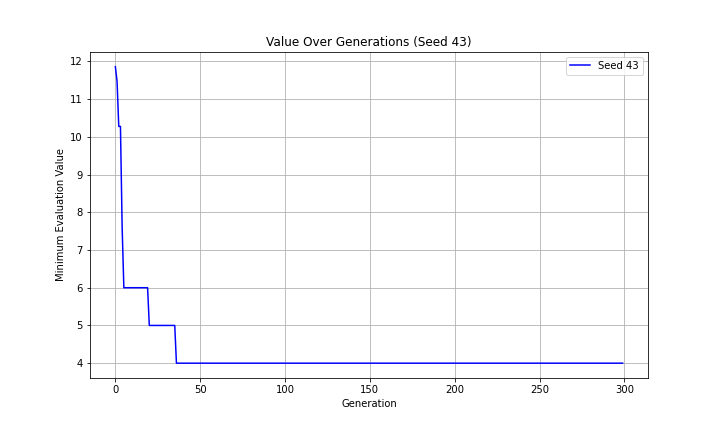 Value Over Generations (Seed 43)
Seed 43
12
11
10
9
8
7
6
5
4
Minimum Evaluation Value
0 50 100 150 200 250 300
Generation